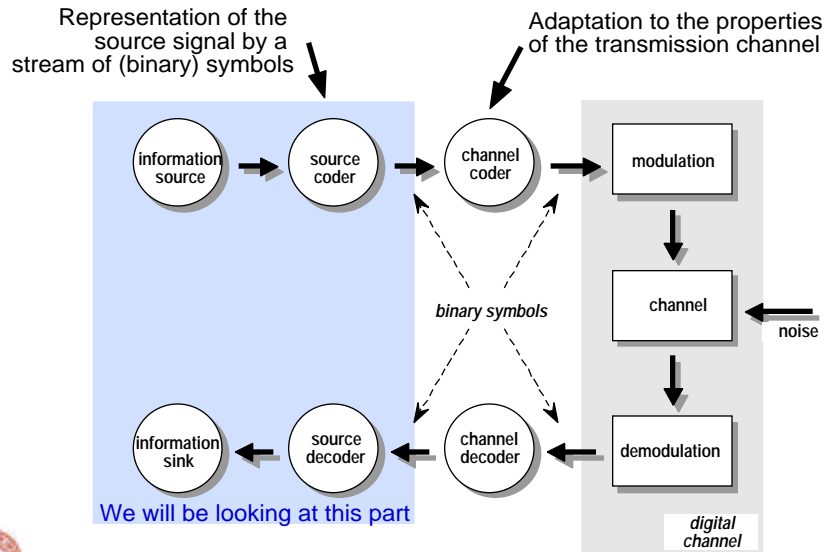 Representation of the
source signal by a
stream of (binary) symbols
Adaptation to the properties
of the transmission channel
information
source
source
coder
channel
coder
modulation
channel
noise
binary symbols
information
sink
source
decoder
channel
decoder
demodulation
We will be looking at this part
digital
channel